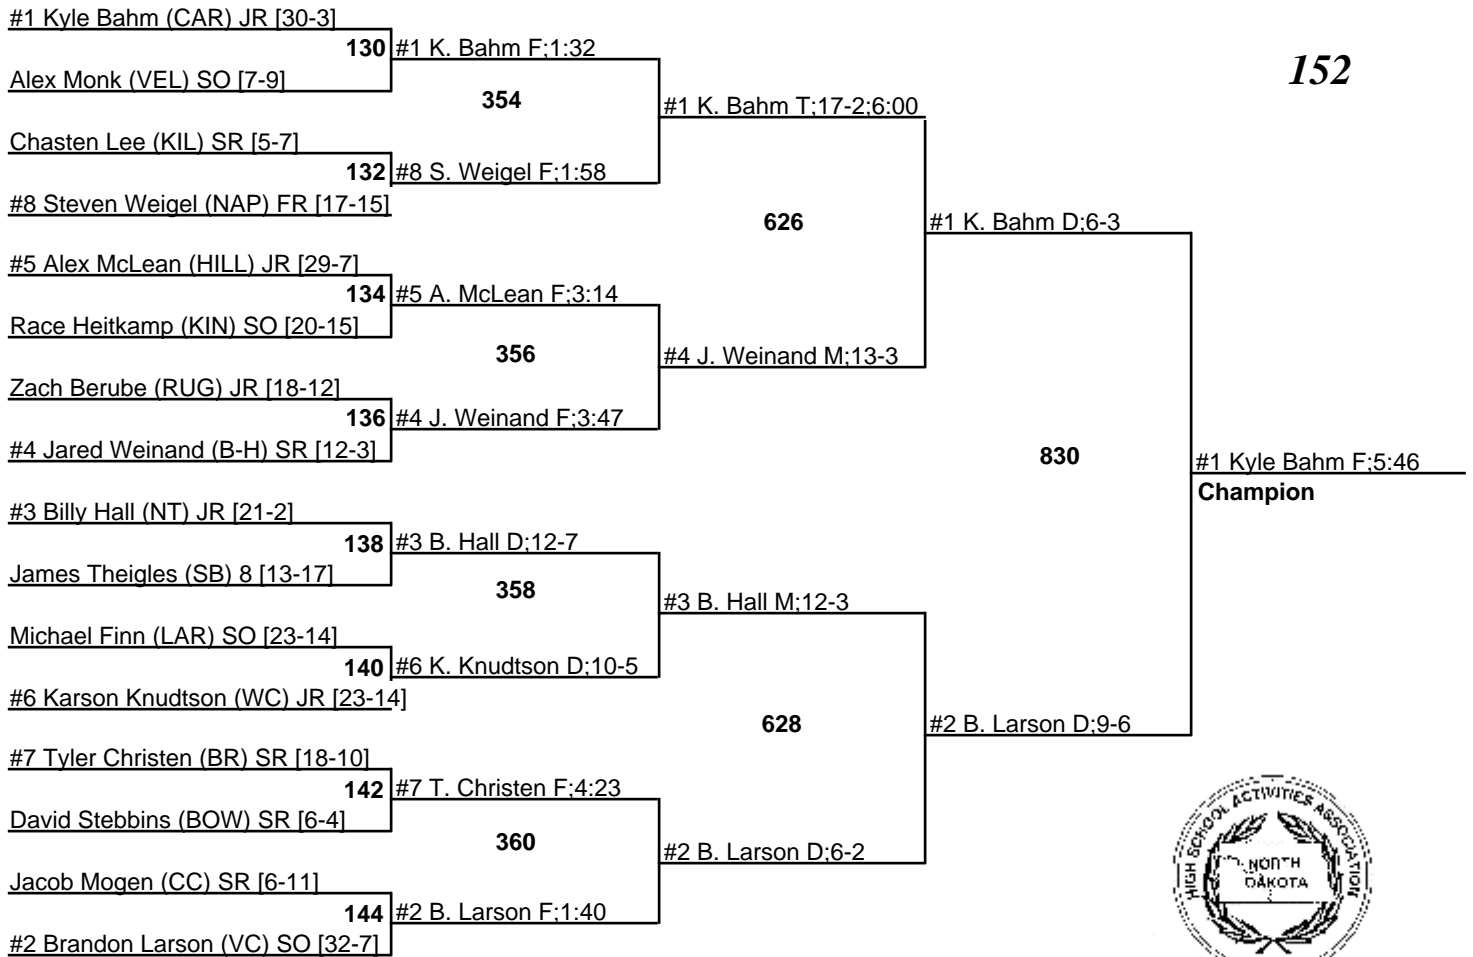 #1 Kyle Bahm (CAR) JR [30-3]
130 #1 K. Bahm F;1:32
152
Alex Monk (VEL) SO [7-9]
354
#1 K. Bahm T;17-2;6:00
Chasten Lee (KIL) SR [5-7]
132 #8 S. Weigel F;1:58
#8 Steven Weigel (NAP) FR [17-15]
626
#1 K. Bahm D;6-3
#5 Alex McLean (HILL) JR [29-7]
134 #5 A. McLean F;3:14
Race Heitkamp (KIN) SO [20-15]
356
#4 J. Weinand M;13-3
Zach Berube (RUG) JR [18-12]
136 #4 J. Weinand F;3:47
#4 Jared Weinand (B-H) SR [12-3]
830
#1 Kyle Bahm F;5:46
Champion
#3 Billy Hall (NT) JR [21-2]
138 #3 B. Hall D;12-7
James Theigles (SB) 8 [13-17]
358
#3 B. Hall M;12-3
Michael Finn (LAR) SO [23-14]
140 #6 K. Knudtson D;10-5
#6 Karson Knudtson (WC) JR [23-14]
628
#2 B. Larson D;9-6
#7 Tyler Christen (BR) SR [18-10]
142 #7 T. Christen F;4:23
David Stebbins (BOW) SR [6-4]
360
#2 B. Larson D;6-2
Jacob Mogen (CC) SR [6-11]
144 #2 B. Larson F;1:40
#2 Brandon Larson (VC) SO [32-7]
HIGH SCHOOL ACTIVITIES ASSOCIATION
NORTH
DAKOTA